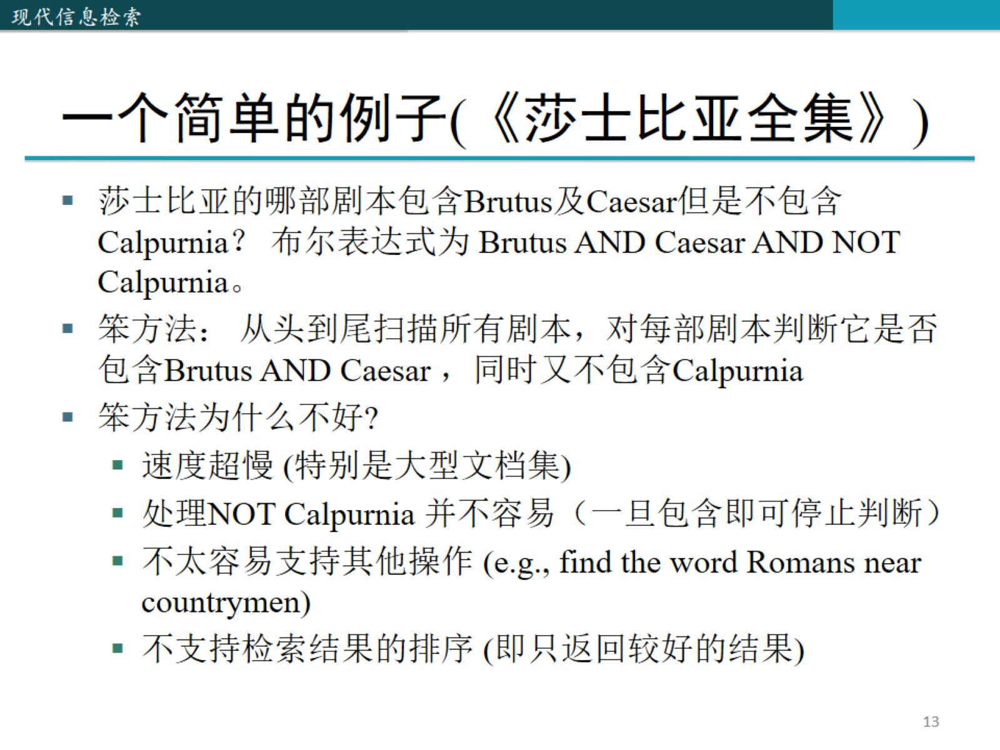 现代信息检索
一个简单的例子(《莎士比亚全集》)
▪ 莎士比亚的哪部剧本包含Brutus及Caesar但是不包含
Calpurnia？ 布尔表达式为 Brutus AND Caesar AND NOT
Calpurnia。
▪ 笨方法： 从头到尾扫描所有剧本，对每部剧本判断它是否
包含Brutus AND Caesar ，同时又不包含Calpurnia
▪ 笨方法为什么不好?
▪ 速度超慢 (特别是大型文档集)
▪ 处理NOT Calpurnia 并不容易（一旦包含即可停止判断）
▪ 不太容易支持其他操作 (e.g., find the word Romans near
countrymen)
▪ 不支持检索结果的排序 (即只返回较好的结果)
13